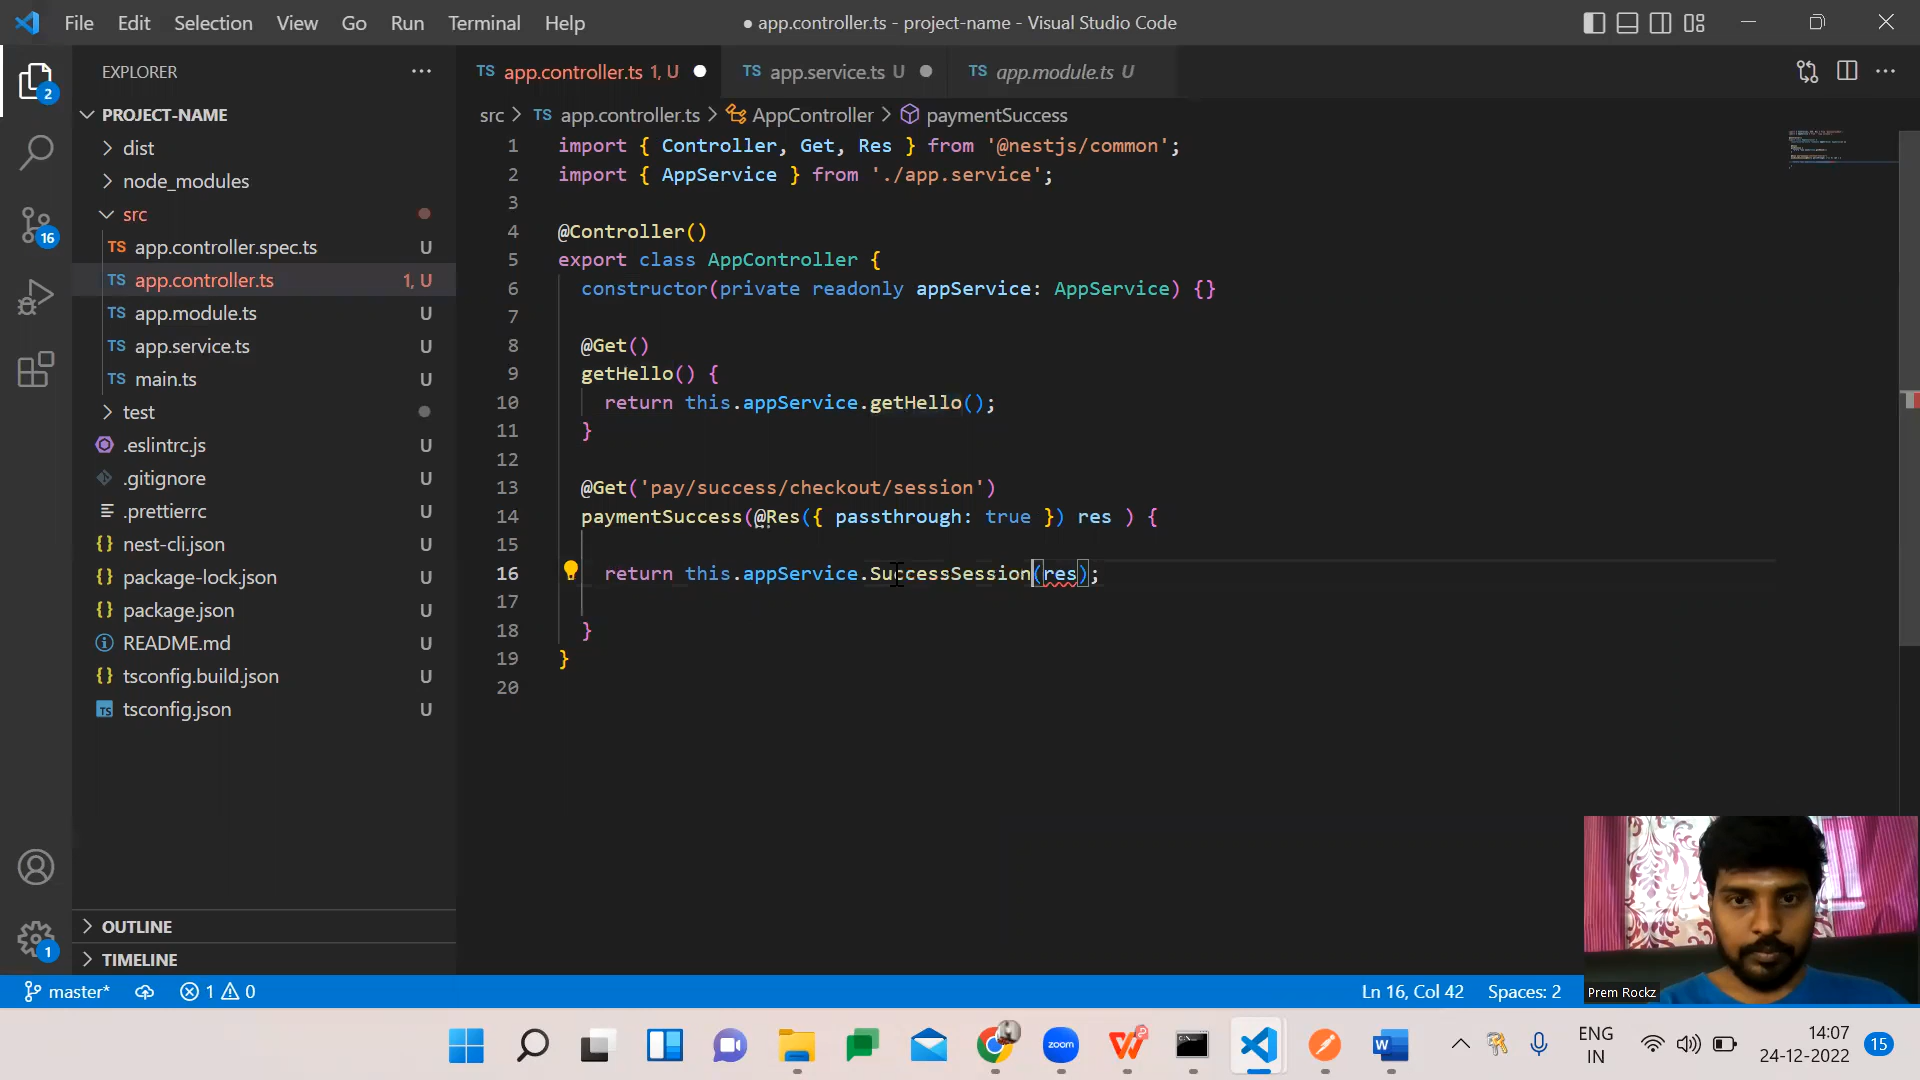 File Edit Selection View Go Run Terminal Help
● app.controller.ts - project-name - Visual Studio Code
EXPLORER
TS app.controller.ts 1, U
TS app.service.ts U
TS app.module.ts U
PROJECT-NAME
src > TS app.controller.ts > AppController > paymentSuccess
dist
node_modules
src
TS app.controller.spec.ts U
TS app.controller.ts 1, U
TS app.module.ts U
TS app.service.ts U
TS main.ts U
test
.eslintrc.js U
.gitignore U
.prettierrc U
{} nest-cli.json U
{} package-lock.json U
{} package.json U
README.md U
{} tsconfig.build.json U
TS tsconfig.json U
OUTLINE
TIMELINE
2
16
1
1 import { Controller, Get, Res } from '@nestjs/common';
2 import { AppService } from './app.service';
3
4 @Controller()
5 export class AppController {
6 constructor(private readonly appService: AppService) {}
7
8 @Get()
9 getHello() {
10 return this.appService.getHello();
11 }
12
13 @Get('pay/success/checkout/session')
14 paymentSuccess(@Res({ passthrough: true }) res ) {
15
16 return this.appService.SuccessSession(res);
17
18 }
19 }
20
Prem Rockz
master* 1 0 Ln 16, Col 42 Spaces: 2
zoom
ENG
IN
14:07
24-12-2022
15